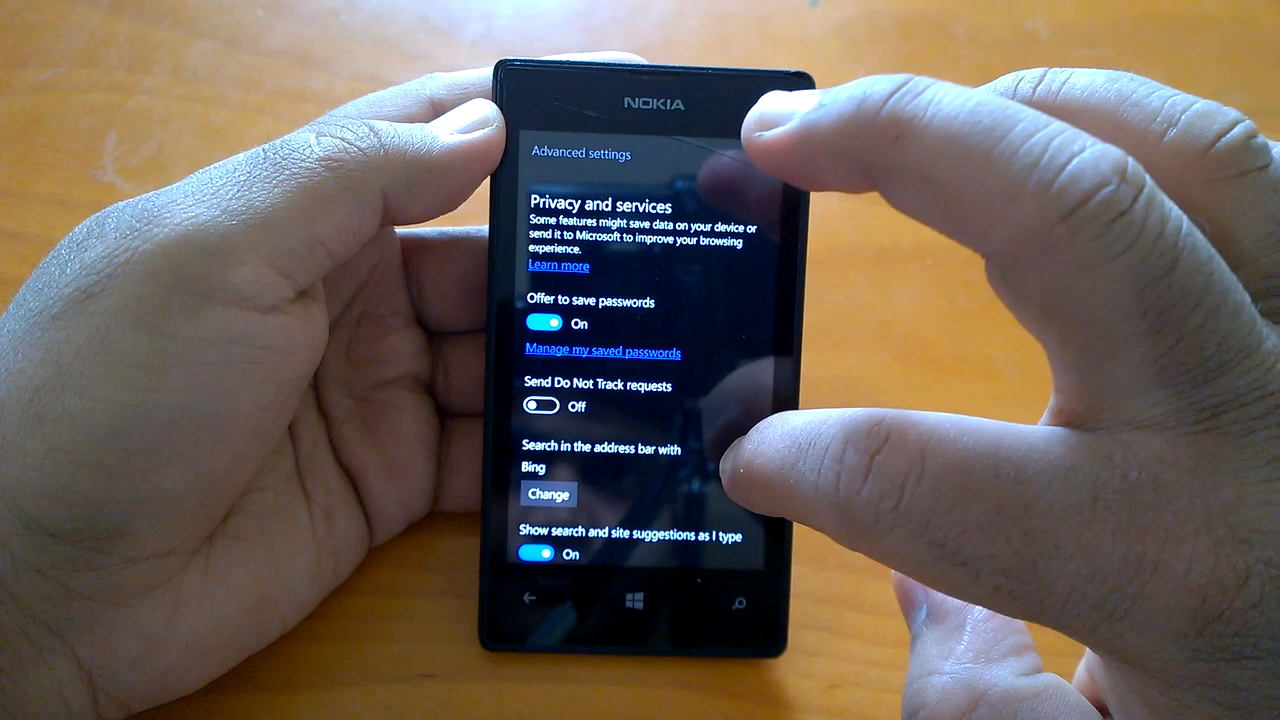 NOKIA
Advanced settings
Privacy and services
Some features might save data on your device or
send it to Microsoft to improve your browsing
experience.
Learn more
Offer to save passwords
On
Manage my saved passwords
Send Do Not Track requests
Off
Search in the address bar with
Bing
Change
Show search and site suggestions as I type
On